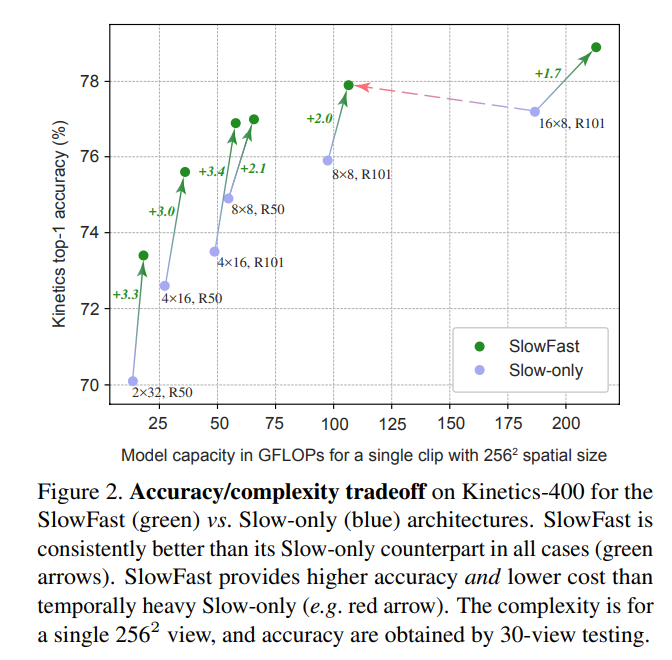 78
76
74
72
70
Kinetics top-1 accuracy (%)
+1.7
16×8, R101
+2.0
8×8, R101
+3.4
+2.1
8×8, R50
+3.0
4×16, R101
+3.3
4×16, R50
2×32, R50
SlowFast
Slow-only
25 50 75 100 125 150 175 200
Model capacity in GFLOPs for a single clip with 256² spatial size
Figure 2. Accuracy/complexity tradeoff on Kinetics-400 for the
SlowFast (green) vs. Slow-only (blue) architectures. SlowFast is
consistently better than its Slow-only counterpart in all cases (green
arrows). SlowFast provides higher accuracy and lower cost than
temporally heavy Slow-only (e.g. red arrow). The complexity is for
a single 256² view, and accuracy are obtained by 30-view testing.